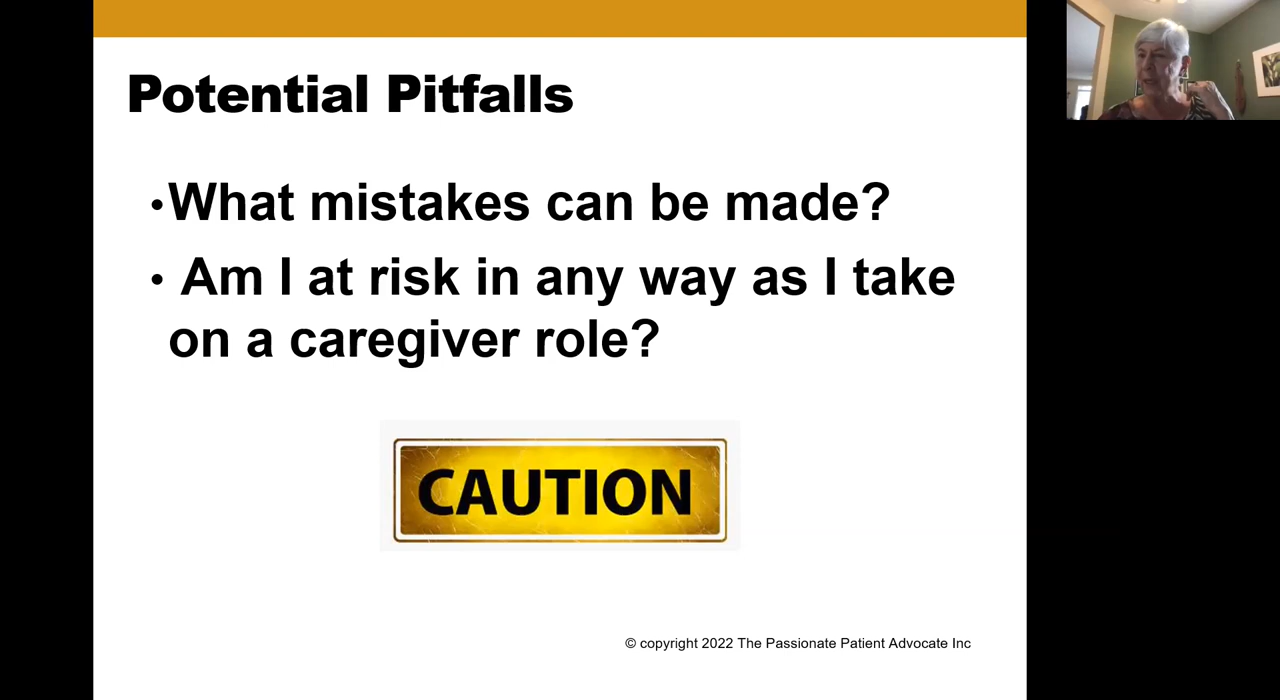 Potential Pitfalls
•What mistakes can be made?
• Am I at risk in any way as I take
on a caregiver role?
CAUTION
© copyright 2022 The Passionate Patient Advocate Inc